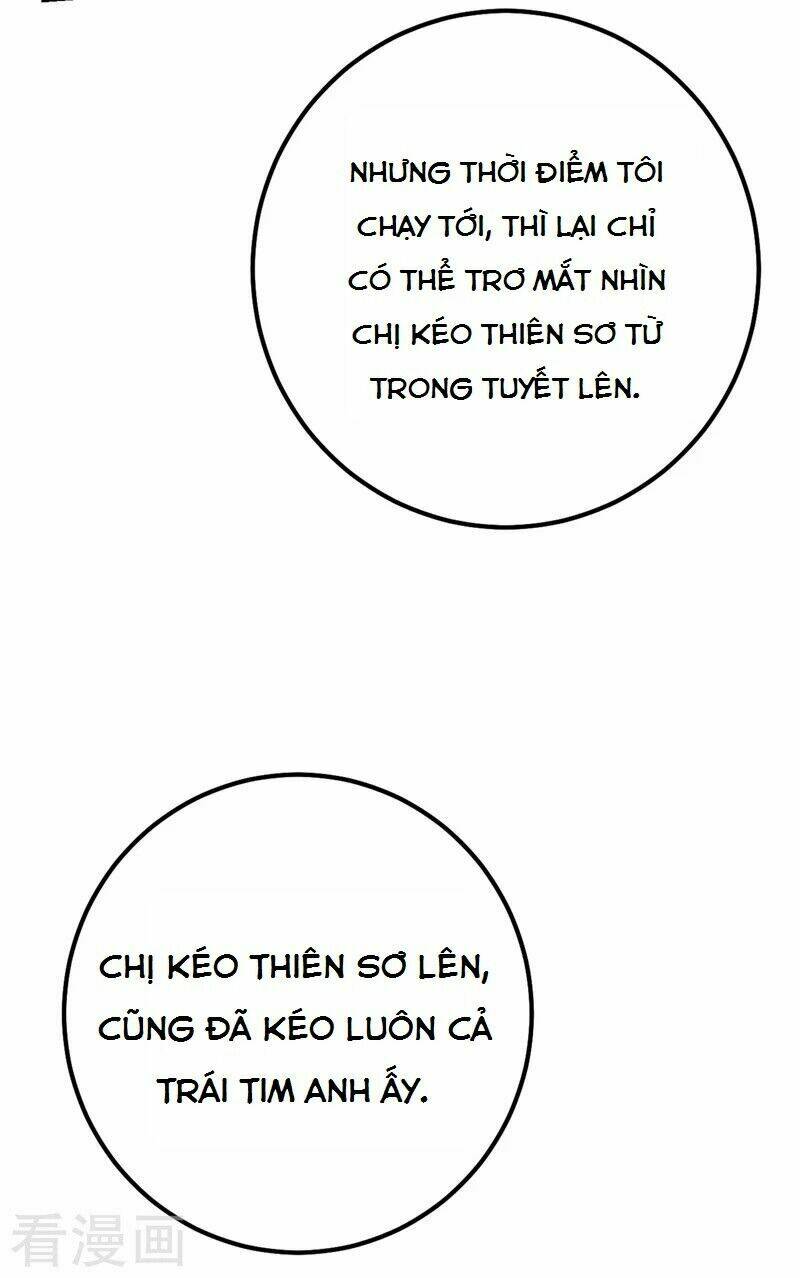 NHƯNG THỜI ĐIỂM TÔI
CHẠY TỚI, THÌ LẠI CHỈ
CÓ THỂ TRƠ MẮT NHÌN
CHỊ KÉO THIÊN SƠ TỪ
TRONG TUYẾT LÊN.
CHỊ KÉO THIÊN SƠ LÊN,
CŨNG ĐÃ KÉO LUÔN CẢ
TRÁI TIM ANH ẤY.
看漫画